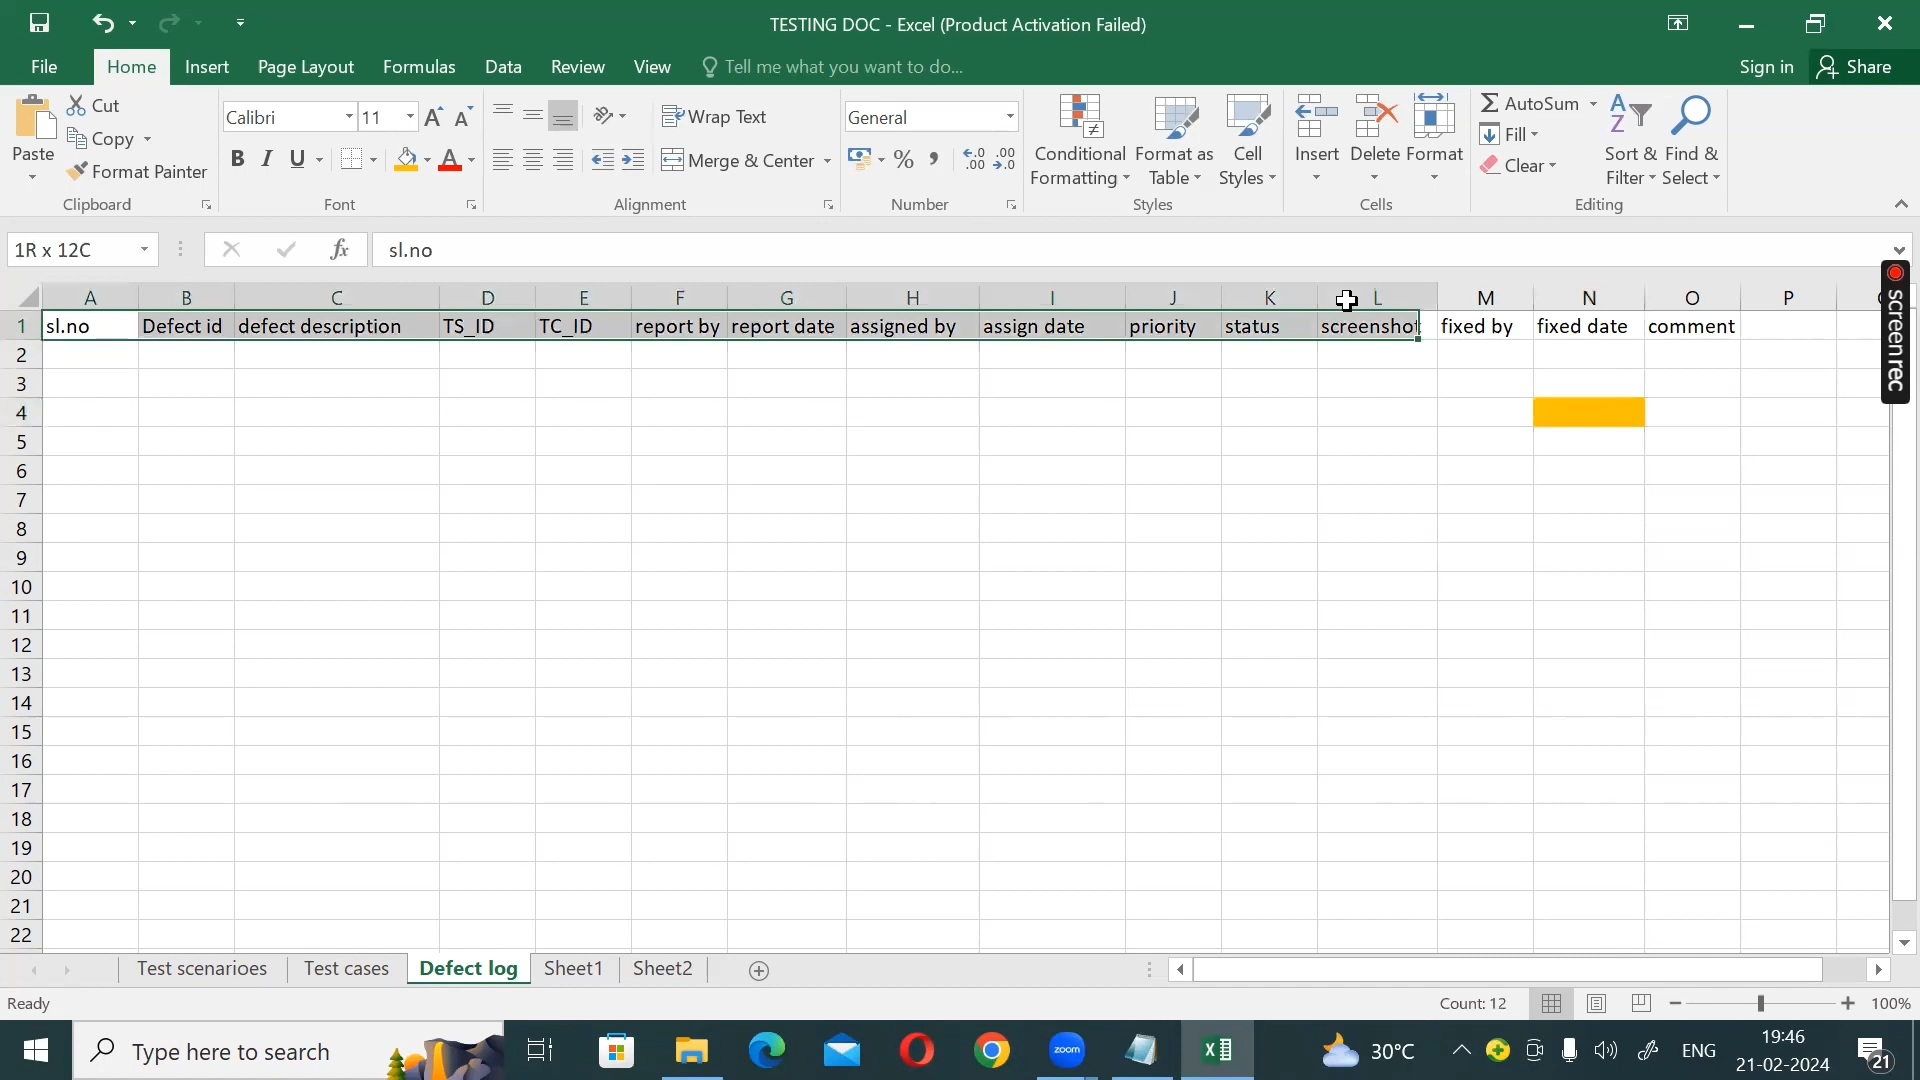 TESTING DOC - Excel (Product Activation Failed)
File Home Insert Page Layout Formulas Data Review View Tell me what you want to do... Sign in Share
Paste Cut Copy Format Painter Clipboard
Calibri 11 B I U A Font
Wrap Text Merge & Center Alignment
General % , .0 .00 .00 .0 Number
Conditional Formatting Format as Table Cell Styles Styles
Insert Delete Format Cells
AutoSum Fill Clear Sort & Filter Find & Select Editing
1R x 12C fx sl.no
A B C D E F G H I J K L M N O P
1 sl.no Defect id defect description TS_ID TC_ID report by report date assigned by assign date priority status screenshot fixed by fixed date comment
2
3
4
5
6
7
8
9
10
11
12
13
14
15
16
17
18
19
20
21
22
screenrec
Test scenarioes Test cases Defect log Sheet1 Sheet2
Ready Count: 12 100%
Type here to search zoom 30°C ENG 19:46
21-02-2024 21